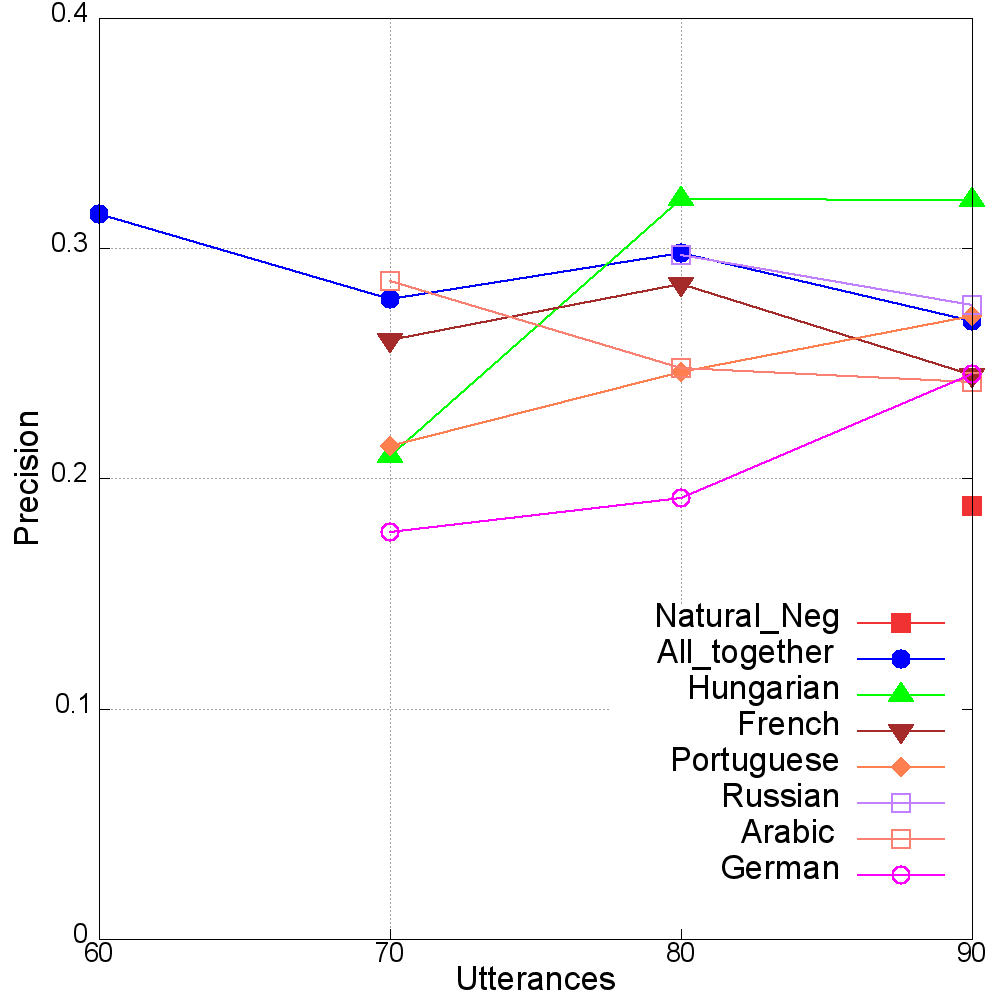 0.4
0.3
0.2
0.1
0
Precision
60 70 80 90
Utterances
Natural_Neg
All_together
Hungarian
French
Portuguese
Russian
Arabic
German